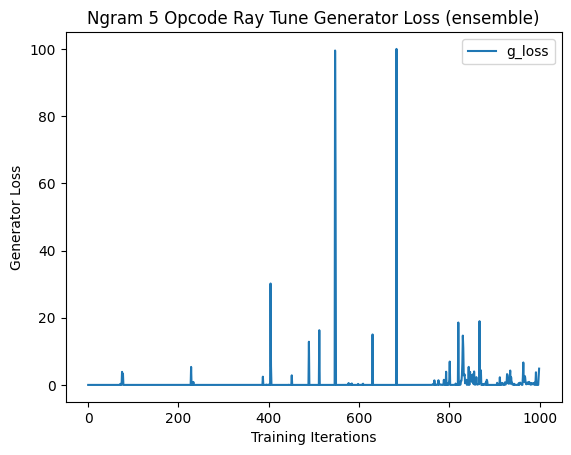 Ngram 5 Opcode Ray Tune Generator Loss (ensemble)
g_loss
100
80
60
40
20
0
Generator Loss
0 200 400 600 800 1000
Training Iterations